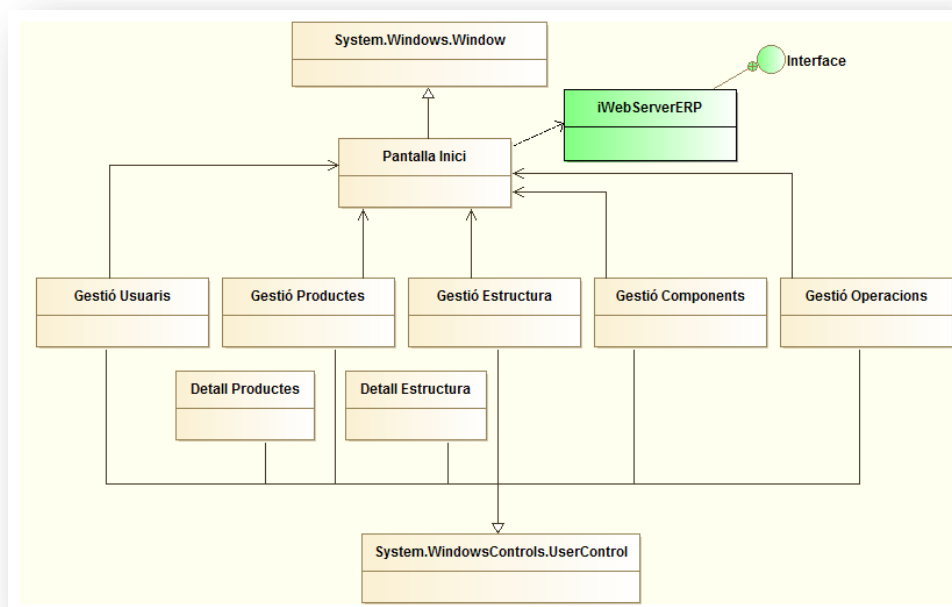 System.Windows.Window
Interface
iWebServerERP
Pantalla Inici
Gestió Usuaris
Gestió Productes
Gestió Estructura
Gestió Components
Gestió Operacions
Detall Productes
Detall Estructura
System.WindowsControls.UserControl